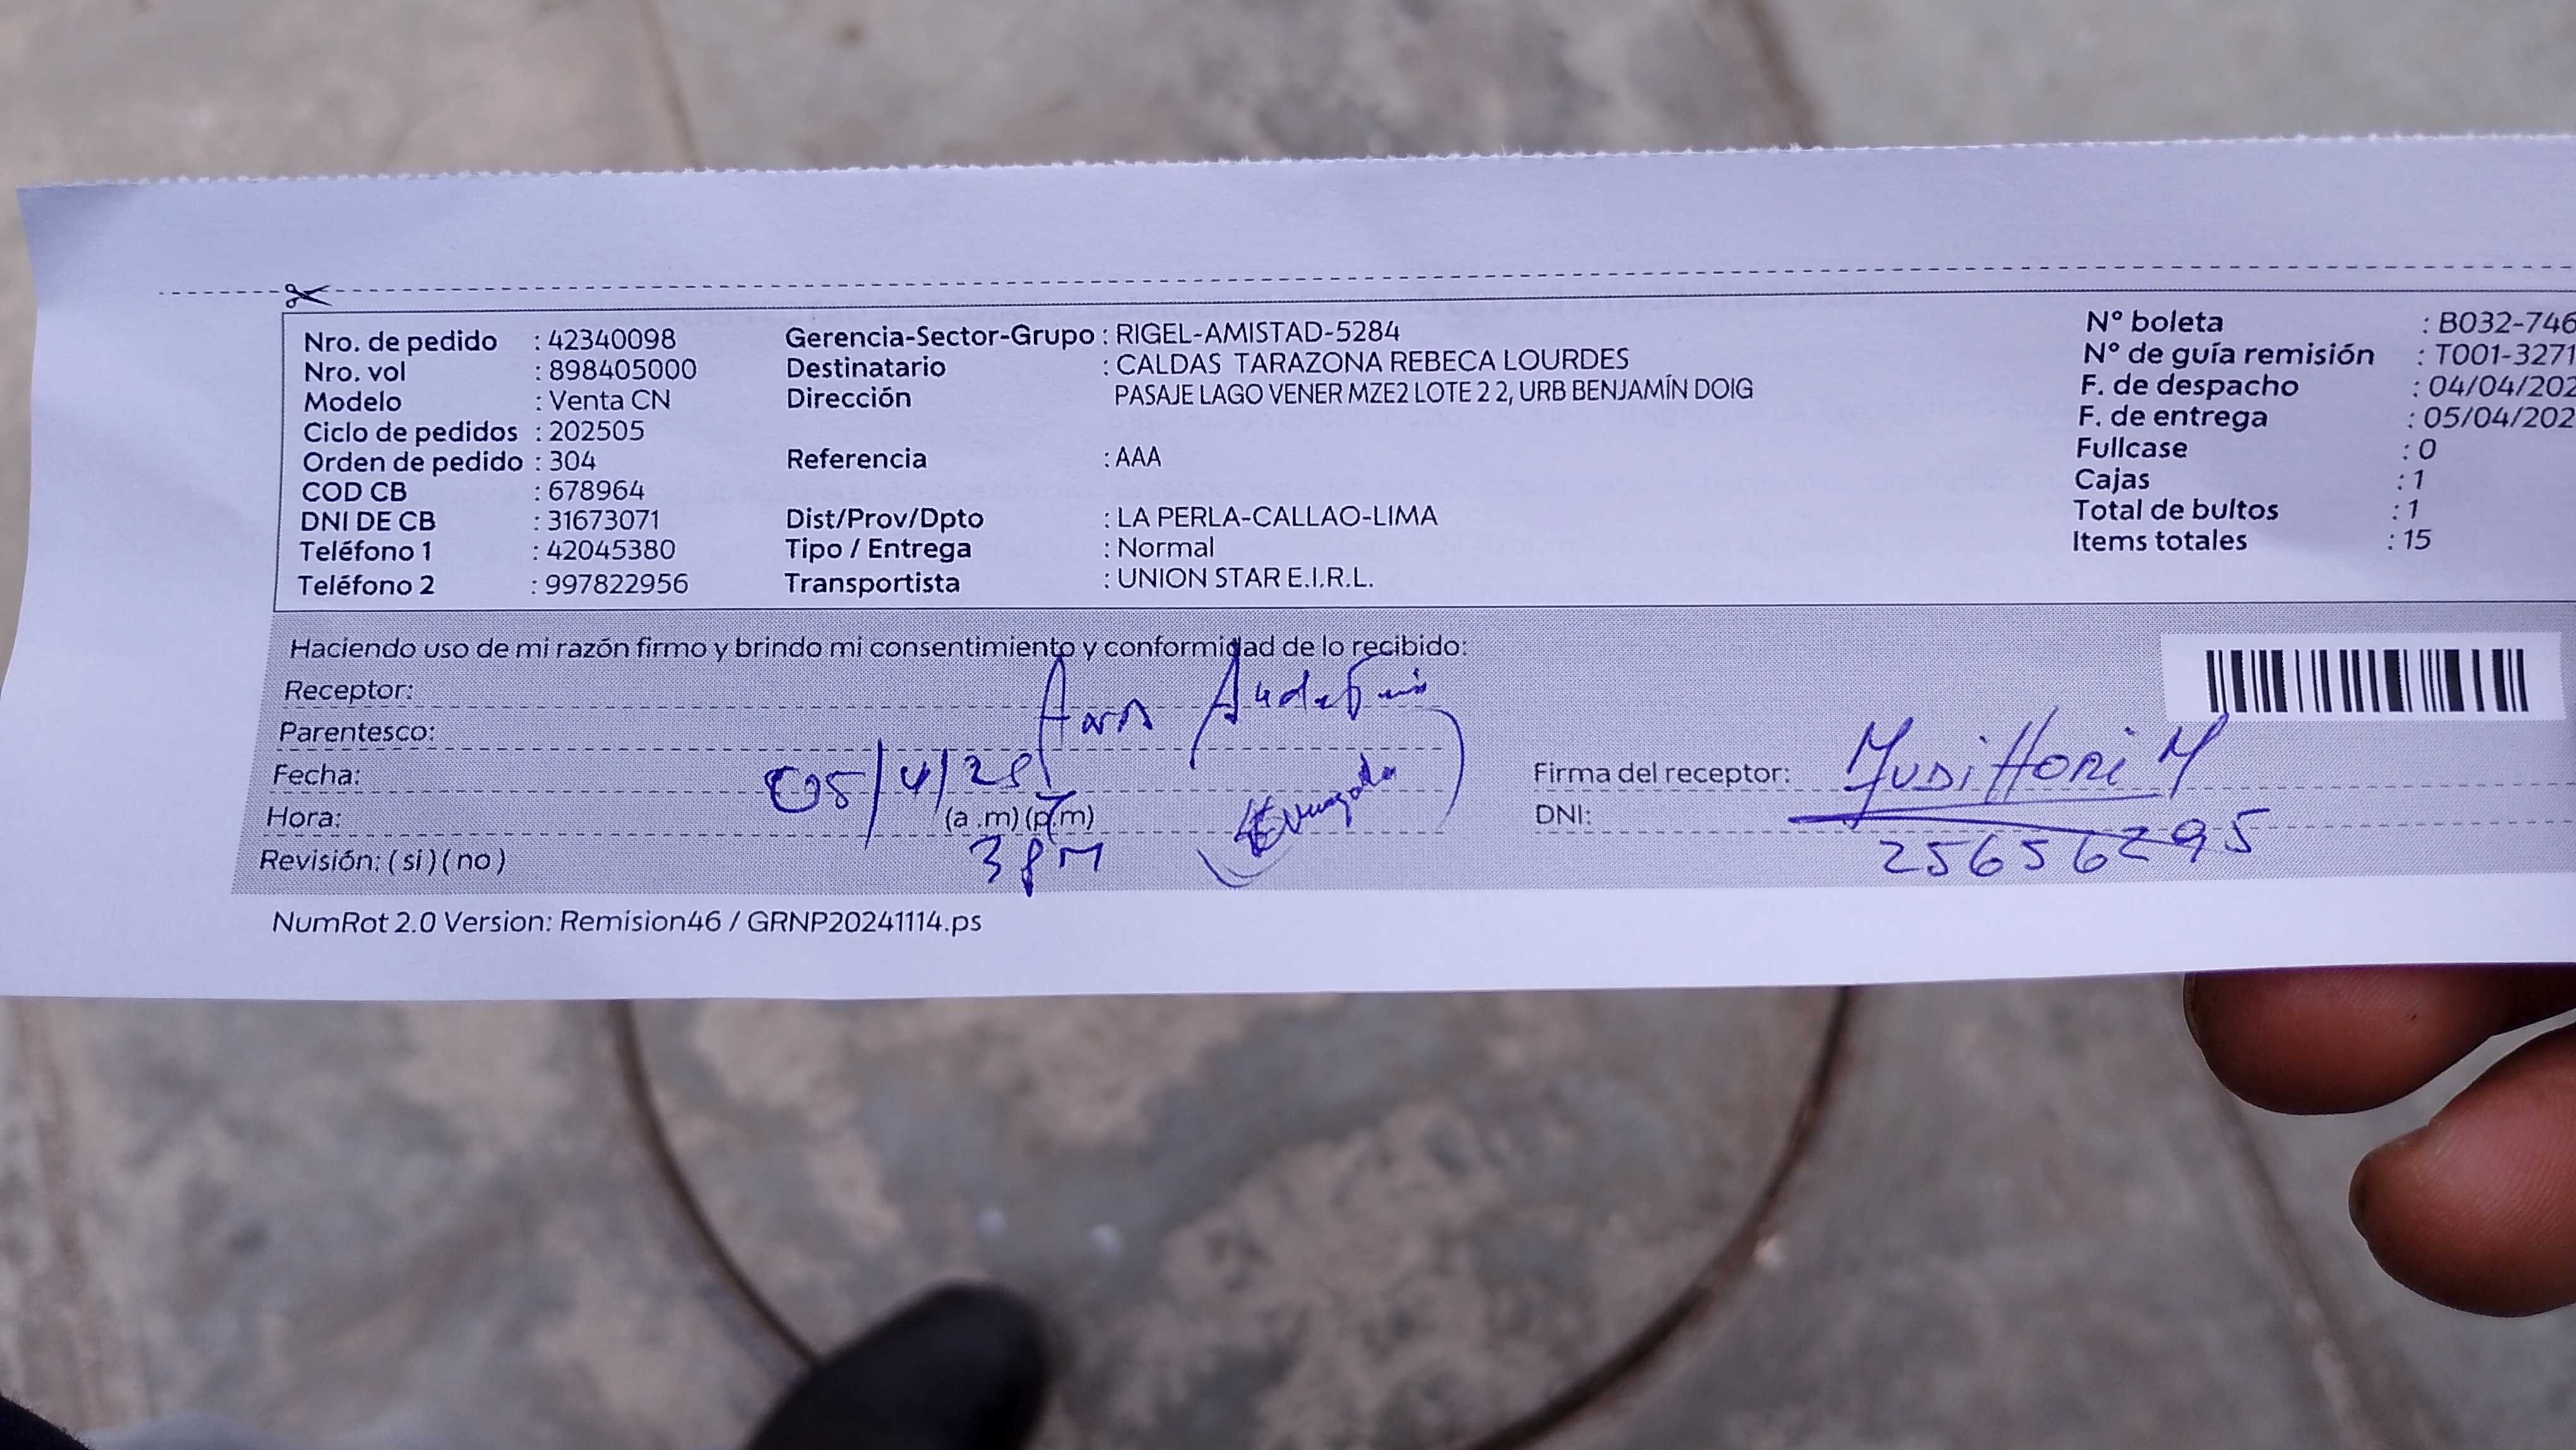 Nro. de pedido : 42340098 Gerencia-Sector-Grupo : RIGEL-AMISTAD-5284 N° boleta : B032-746
Nro. vol : 898405000 Destinatario : CALDAS TARAZONA REBECA LOURDES N° de guía remisión : T001-3271
Modelo : Venta CN Dirección PASAJE LAGO VENER MZE2 LOTE 2 2, URB BENJAMÍN DOIG F. de despacho : 04/04/202
Ciclo de pedidos : 202505 F. de entrega : 05/04/202
Orden de pedido : 304 Referencia : AAA Fullcase : 0
COD CB : 678964 Cajas : 1
DNI DE CB : 31673071 Dist/Prov/Dpto : LA PERLA-CALLAO-LIMA Total de bultos : 1
Teléfono 1 : 42045380 Tipo / Entrega : Normal Items totales : 15
Teléfono 2 : 997822956 Transportista : UNION STAR E.I.R.L.
Haciendo uso de mi razón firmo y brindo mi consentimiento y conformidad de lo recibido:
Receptor:
Parentesco:
Fecha: 05/4/25 Firma del receptor:
Hora: (a .m) (p.m) DNI: 25656295
3 PM
Revisión: ( si ) ( no )
NumRot 2.0 Version: Remision46 / GRNP20241114.ps